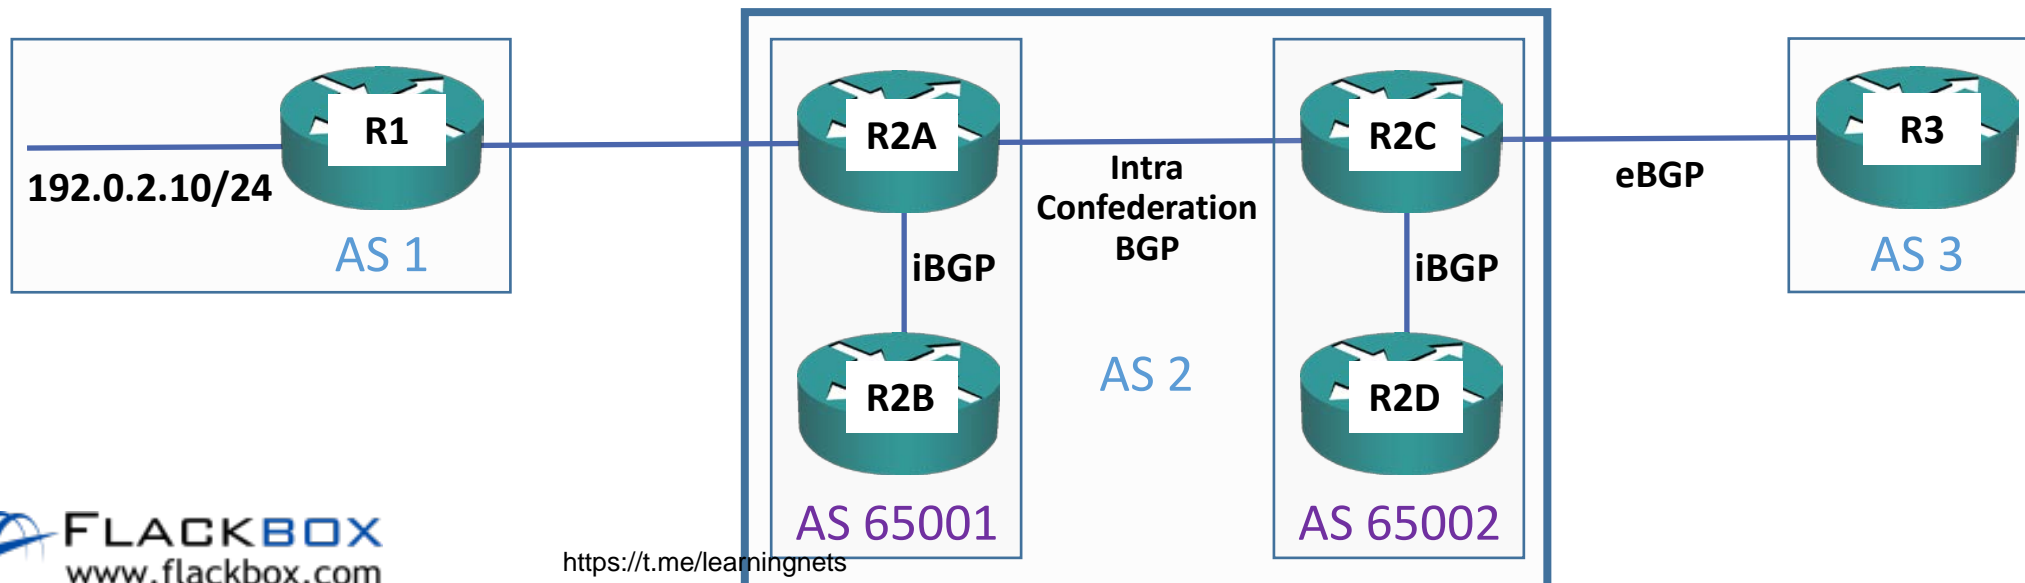 R1
192.0.2.10/24
AS 1
R2A
iBGP
R2B
AS 65001
Intra
Confederation
BGP
AS 2
R2C
iBGP
R2D
AS 65002
eBGP
R3
AS 3
FLACKBOX
www.flackbox.com
https://t.me/learningnets